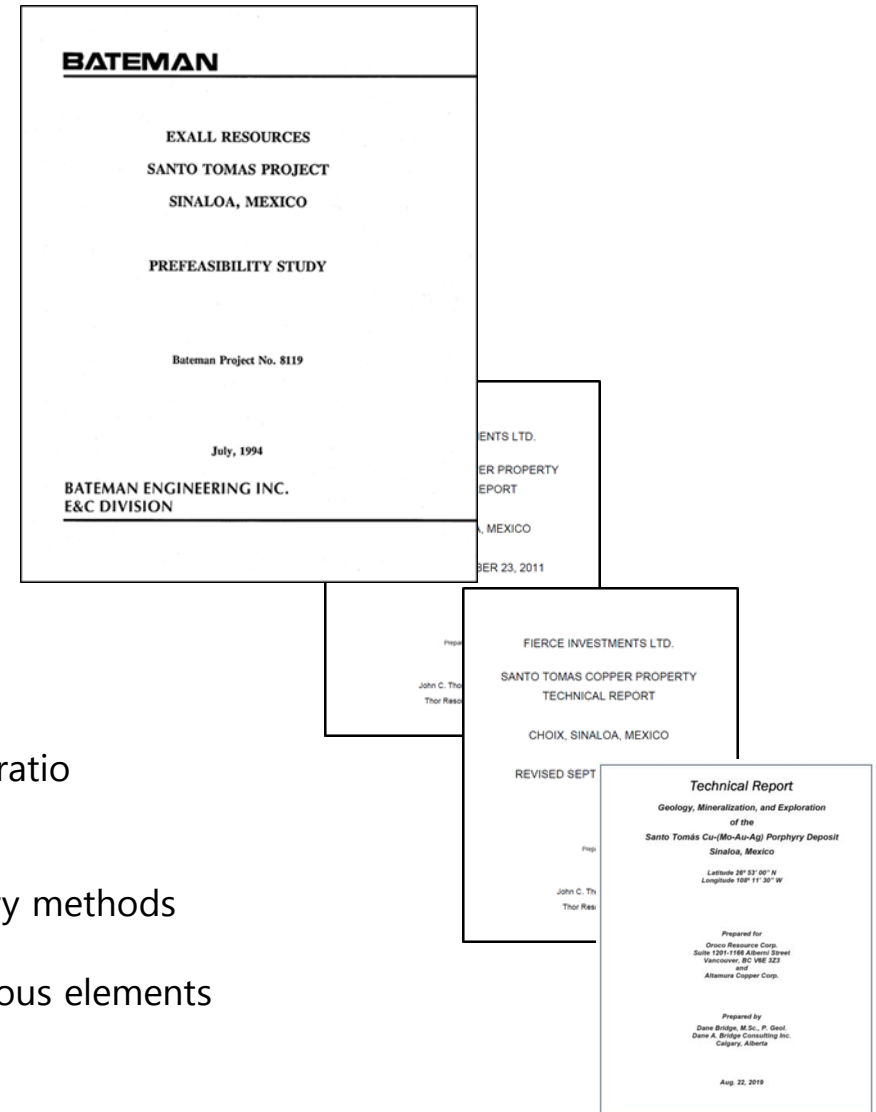 BATEMAN
EXALL RESOURCES
SANTO TOMAS PROJECT
SINALOA, MEXICO
PREFEASIBILITY STUDY
Bateman Project No. 8119
July, 1994
BATEMAN ENGINEERING INC.
E&C DIVISION
ENTS LTD.
ER PROPERTY
EPORT
, MEXICO
BER 23, 2011
Prepa
John C. Tho
Thor Reso
FIERCE INVESTMENTS LTD.
SANTO TOMAS COPPER PROPERTY
TECHNICAL REPORT
CHOIX, SINALOA, MEXICO
REVISED SEPT
Prep
John C. Th
Thor Res
Technical Report
Geology, Mineralization, and Exploration
of the
Santo Tomás Cu-(Mo-Au-Ag) Porphyry Deposit
Sinaloa, Mexico
Latitude 26° 53' 00" N
Longitude 108° 11' 30" W
Prepared for
Oroco Resource Corp.
Suite 1201-1166 Alberni Street
Vancouver, BC V6E 3Z3
and
Altamura Copper Corp.
Prepared by
Dane Bridge, M.Sc., P. Geol.
Dane A. Bridge Consulting Inc.
Calgary, Alberta
Aug. 22, 2019
ratio
y methods
ous elements